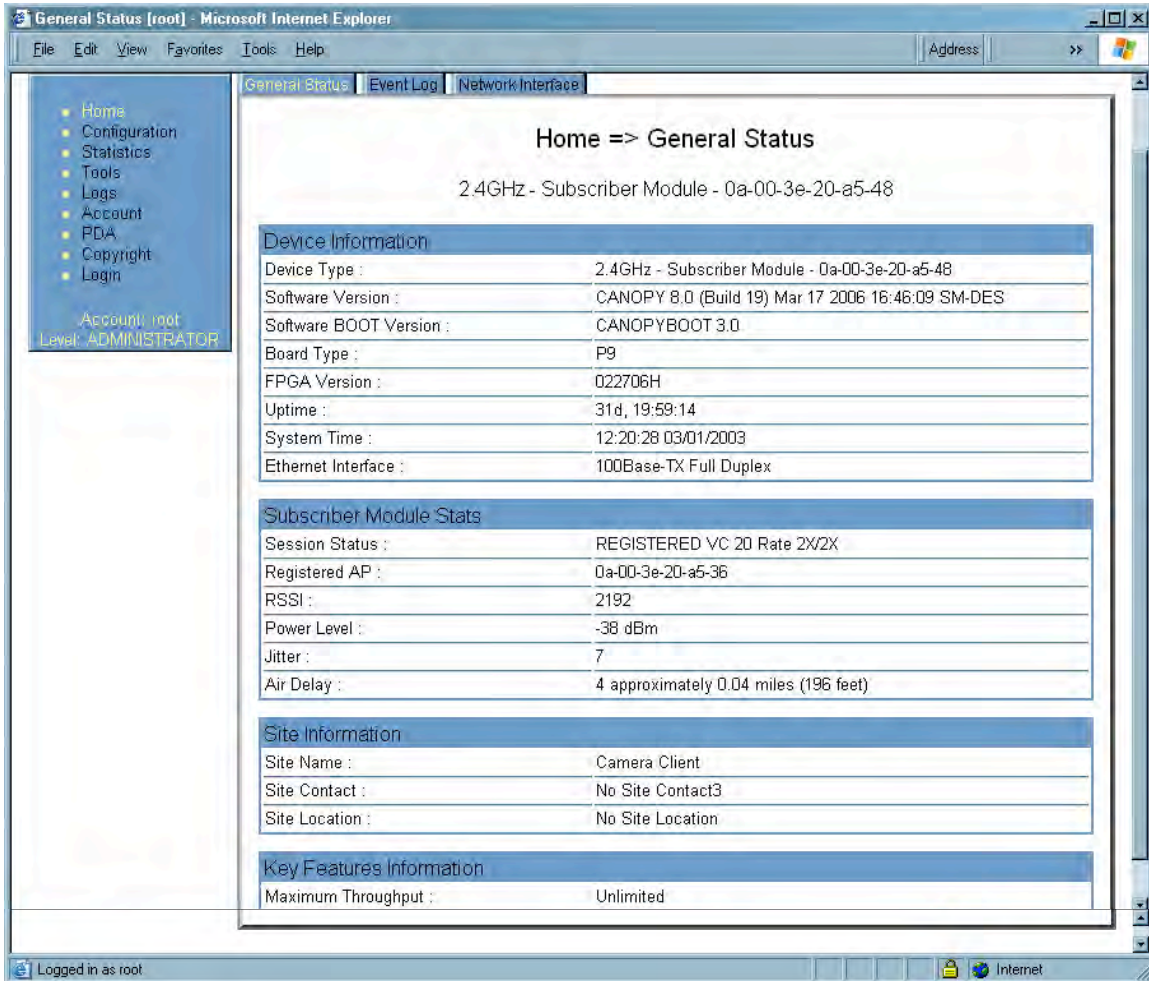 General Status [root] - Microsoft Internet Explorer
File Edit View Favorites Tools Help Address »
General Status Event Log Network Interface
Home
Configuration
Statistics
Tools
Logs
Account
PDA
Copyright
Login
Account: root
Level: ADMINISTRATOR
Home => General Status
2.4GHz - Subscriber Module - 0a-00-3e-20-a5-48
Device Information
Device Type : 2.4GHz - Subscriber Module - 0a-00-3e-20-a5-48
Software Version : CANOPY 8.0 (Build 19) Mar 17 2006 16:46:09 SM-DES
Software BOOT Version : CANOPYBOOT 3.0
Board Type : P9
FPGA Version : 022706H
Uptime : 31d, 19:59:14
System Time : 12:20:28 03/01/2003
Ethernet Interface : 100Base-TX Full Duplex
Subscriber Module Stats
Session Status : REGISTERED VC 20 Rate 2X/2X
Registered AP : 0a-00-3e-20-a5-36
RSSI : 2192
Power Level : -38 dBm
Jitter : 7
Air Delay : 4 approximately 0.04 miles (196 feet)
Site Information
Site Name : Camera Client
Site Contact : No Site Contact3
Site Location : No Site Location
Key Features Information
Maximum Throughput : Unlimited
Logged in as root Internet